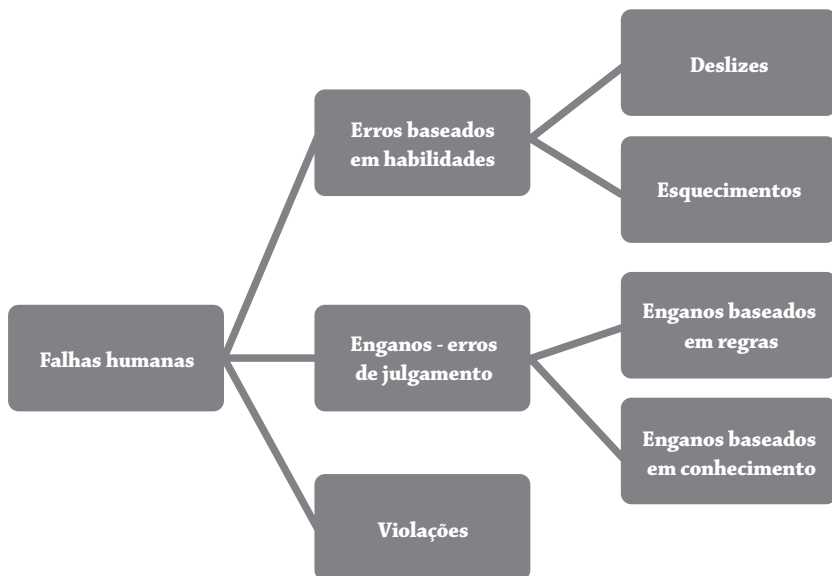 Deslizes
Erros baseados
em habilidades
Esquecimentos
Falhas humanas
Enganos - erros
de julgamento
Enganos baseados
em regras
Enganos baseados
em conhecimento
Violações